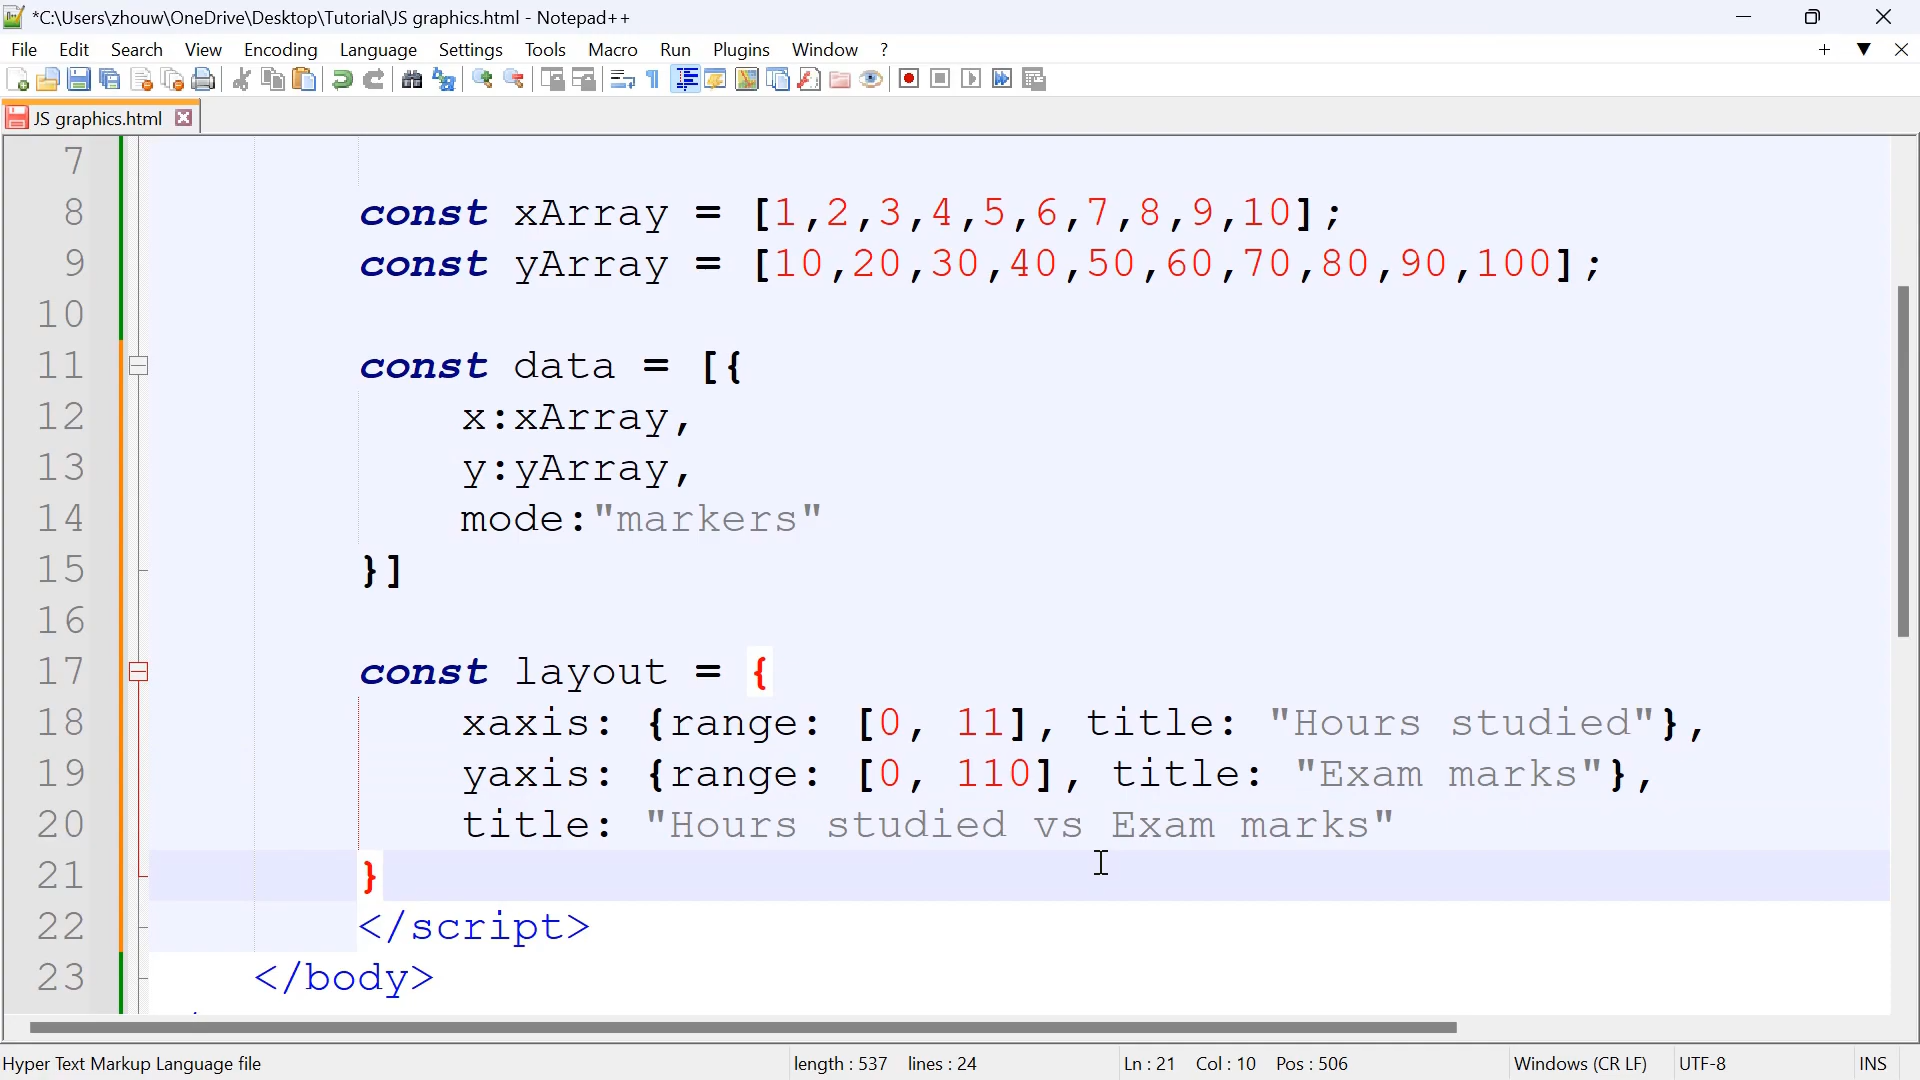 *C:\Users\zhouw\OneDrive\Desktop\Tutorial\JS graphics.html - Notepad++
File Edit Search View Encoding Language Settings Tools Macro Run Plugins Window ?
JS graphics.html
7
8 const xArray = [1,2,3,4,5,6,7,8,9,10];
9 const yArray = [10,20,30,40,50,60,70,80,90,100];
10
11 const data = [{
12 x:xArray,
13 y:yArray,
14 mode:"markers"
15 }]
16
17 const layout = {
18 xaxis: {range: [0, 11], title: "Hours studied"},
19 yaxis: {range: [0, 110], title: "Exam marks"},
20 title: "Hours studied vs Exam marks"
21 }
22 </script>
23 </body>
Hyper Text Markup Language file length : 537 lines : 24 Ln : 21 Col : 10 Pos : 506 Windows (CR LF) UTF-8 INS